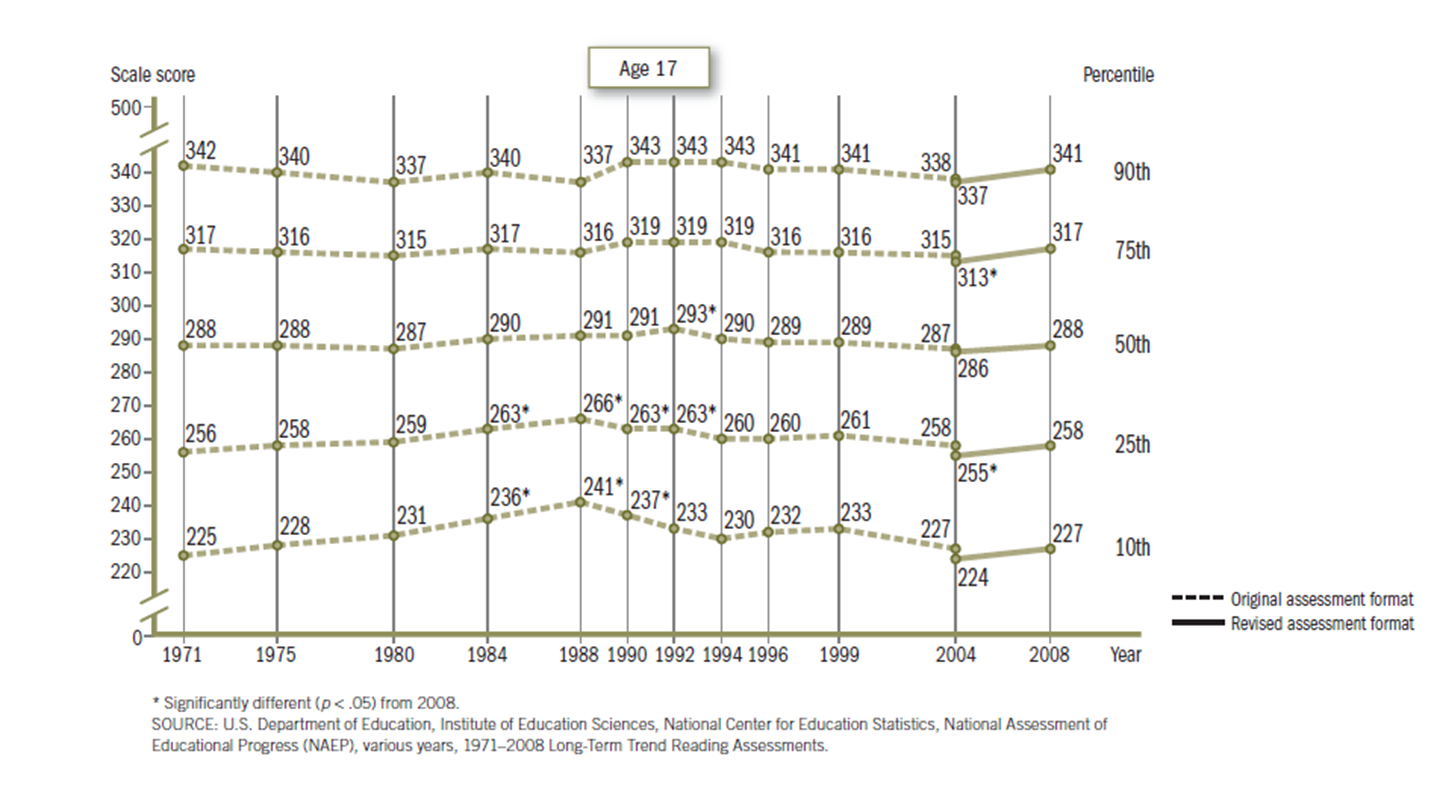 Age 17
Scale score
Percentile
500
342 340 337 340 337 343 343 343 341 341 338 341
340
90th
337
330
317 316 315 317 316 319 319 319 316 316 315 317
320
75th
313*
310
300
288 288 287 290 291 291 293* 290 289 289 287 288
290
50th
286
280
270
256 258 259 263* 266* 263* 263* 260 260 261 258 258
260
25th
255*
250
240
225 228 231 236* 241* 237* 233 230 232 233 227 227
230
10th
224
220
0
1971 1975 1980 1984 1988 1990 1992 1994 1996 1999 2004 2008 Year
Original assessment format
Revised assessment format
* Significantly different (p < .05) from 2008.
SOURCE: U.S. Department of Education, Institute of Education Sciences, National Center for Education Statistics, National Assessment of
Educational Progress (NAEP), various years, 1971–2008 Long-Term Trend Reading Assessments.